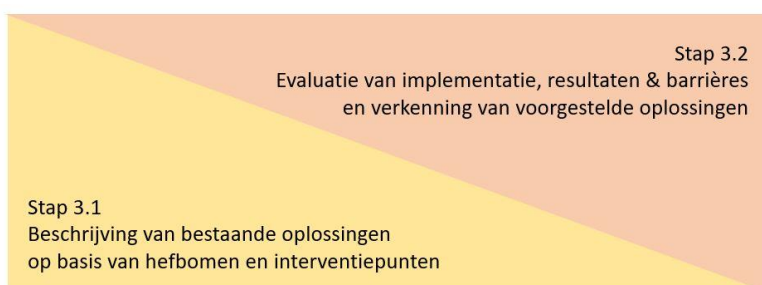 Stap 3.2
Evaluatie van implementatie, resultaten & barrières
en verkenning van voorgestelde oplossingen
Stap 3.1
Beschrijving van bestaande oplossingen
op basis van hefbomen en interventiepunten